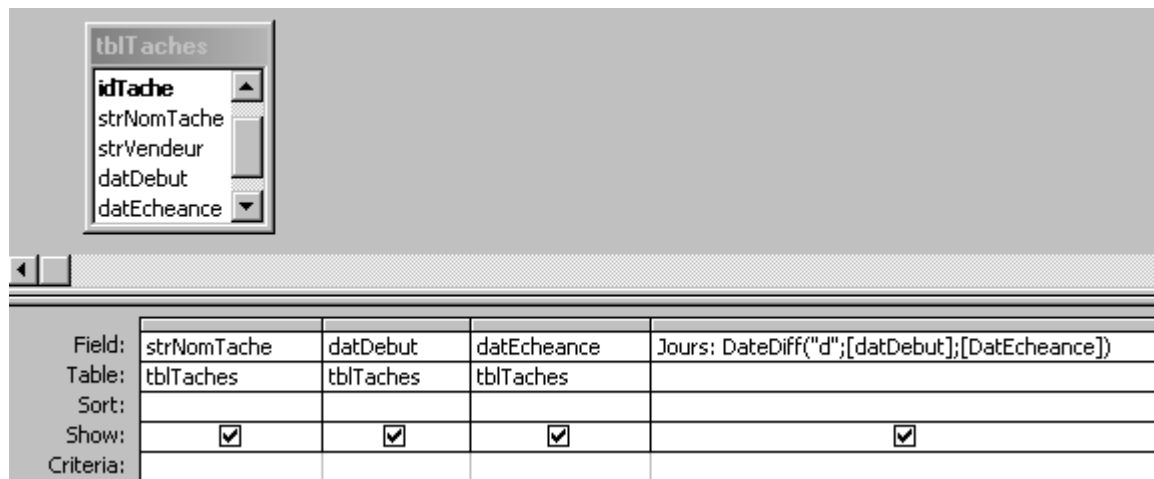 tblTaches
idTache
strNomTache
strVendeur
datDebut
datEcheance
Field: strNomTache datDebut datEcheance Jours: DateDiff("d";[datDebut];[DatEcheance])
Table: tblTaches tblTaches tblTaches
Sort:
Show:
Criteria: